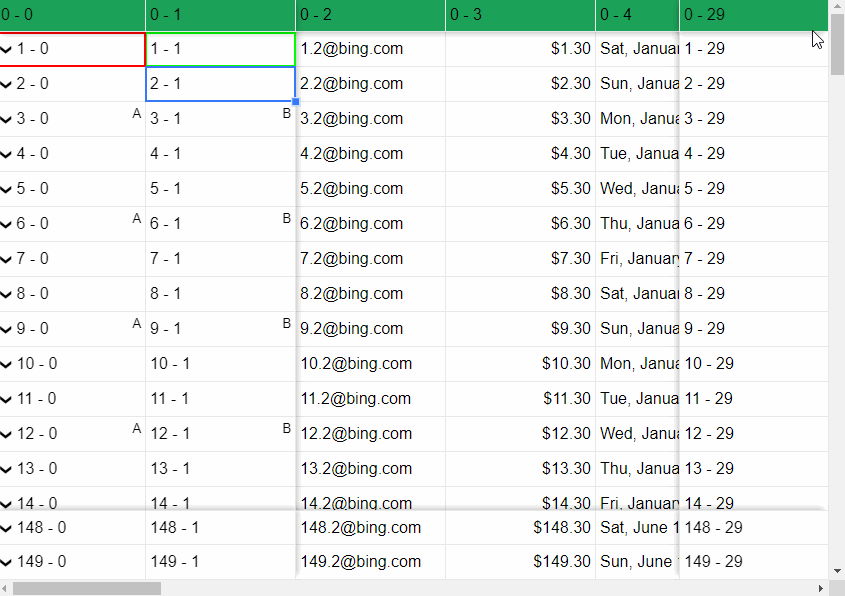 0 - 0 0 - 1 0 - 2 0 - 3 0 - 4 0 - 29
1 - 0 1 - 1 1.2@bing.com $1.30 Sat, Januar 1 - 29
2 - 0 2 - 1 2.2@bing.com $2.30 Sun, Janua 2 - 29
3 - 0 A 3 - 1 B 3.2@bing.com $3.30 Mon, Janua 3 - 29
4 - 0 4 - 1 4.2@bing.com $4.30 Tue, Janua 4 - 29
5 - 0 5 - 1 5.2@bing.com $5.30 Wed, Janua 5 - 29
6 - 0 A 6 - 1 B 6.2@bing.com $6.30 Thu, Janua 6 - 29
7 - 0 7 - 1 7.2@bing.com $7.30 Fri, January 7 - 29
8 - 0 8 - 1 8.2@bing.com $8.30 Sat, Januar 8 - 29
9 - 0 A 9 - 1 B 9.2@bing.com $9.30 Sun, Janua 9 - 29
10 - 0 10 - 1 10.2@bing.com $10.30 Mon, Janua 10 - 29
11 - 0 11 - 1 11.2@bing.com $11.30 Tue, Janua 11 - 29
12 - 0 A 12 - 1 B 12.2@bing.com $12.30 Wed, Janua 12 - 29
13 - 0 13 - 1 13.2@bing.com $13.30 Thu, Janua 13 - 29
14 - 0 14 - 1 14.2@bing.com $14.30 Fri, January 14 - 29
148 - 0 148 - 1 148.2@bing.com $148.30 Sat, June 1 148 - 29
149 - 0 149 - 1 149.2@bing.com $149.30 Sun, June 149 - 29